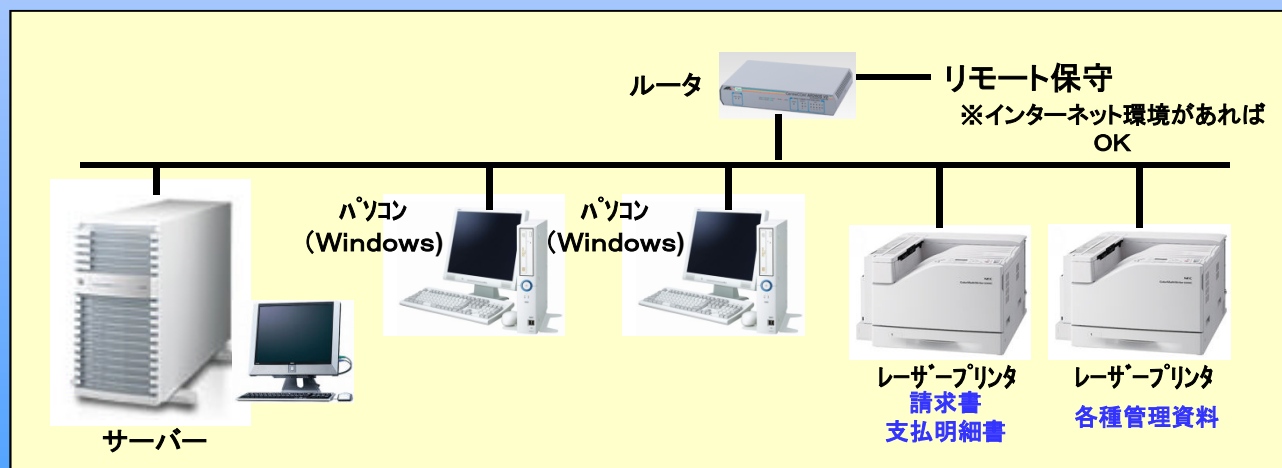 ルータ
リモート保守
※インターネット環境があれば
OK
ﾊﾟｿｺﾝ
（Windows)
ﾊﾟｿｺﾝ
（Windows)
サーバー
ﾚｰｻﾞｰﾌﾟﾘﾝﾀ
請求書
支払明細書
ﾚｰｻﾞｰﾌﾟﾘﾝﾀ
各種管理資料
NEC
NEC